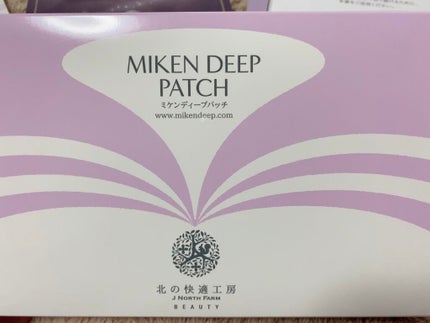 MIKEN DEEP
PATCH
ミケンディープパッチ
www.mikendeep.com
北の快適工房
J NORTH FARM
BEAUTY